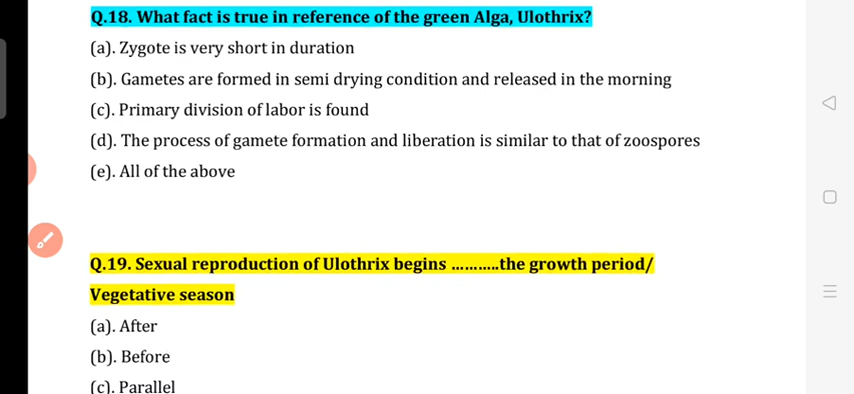 Q.18. What fact is true in reference of the green Alga, Ulothrix?
(a). Zygote is very short in duration
(b). Gametes are formed in semi drying condition and released in the morning
(c). Primary division of labor is found
(d). The process of gamete formation and liberation is similar to that of zoospores
(e). All of the above
Q.19. Sexual reproduction of Ulothrix begins ...........the growth period/
Vegetative season
(a). After
(b). Before
(c). Parallel